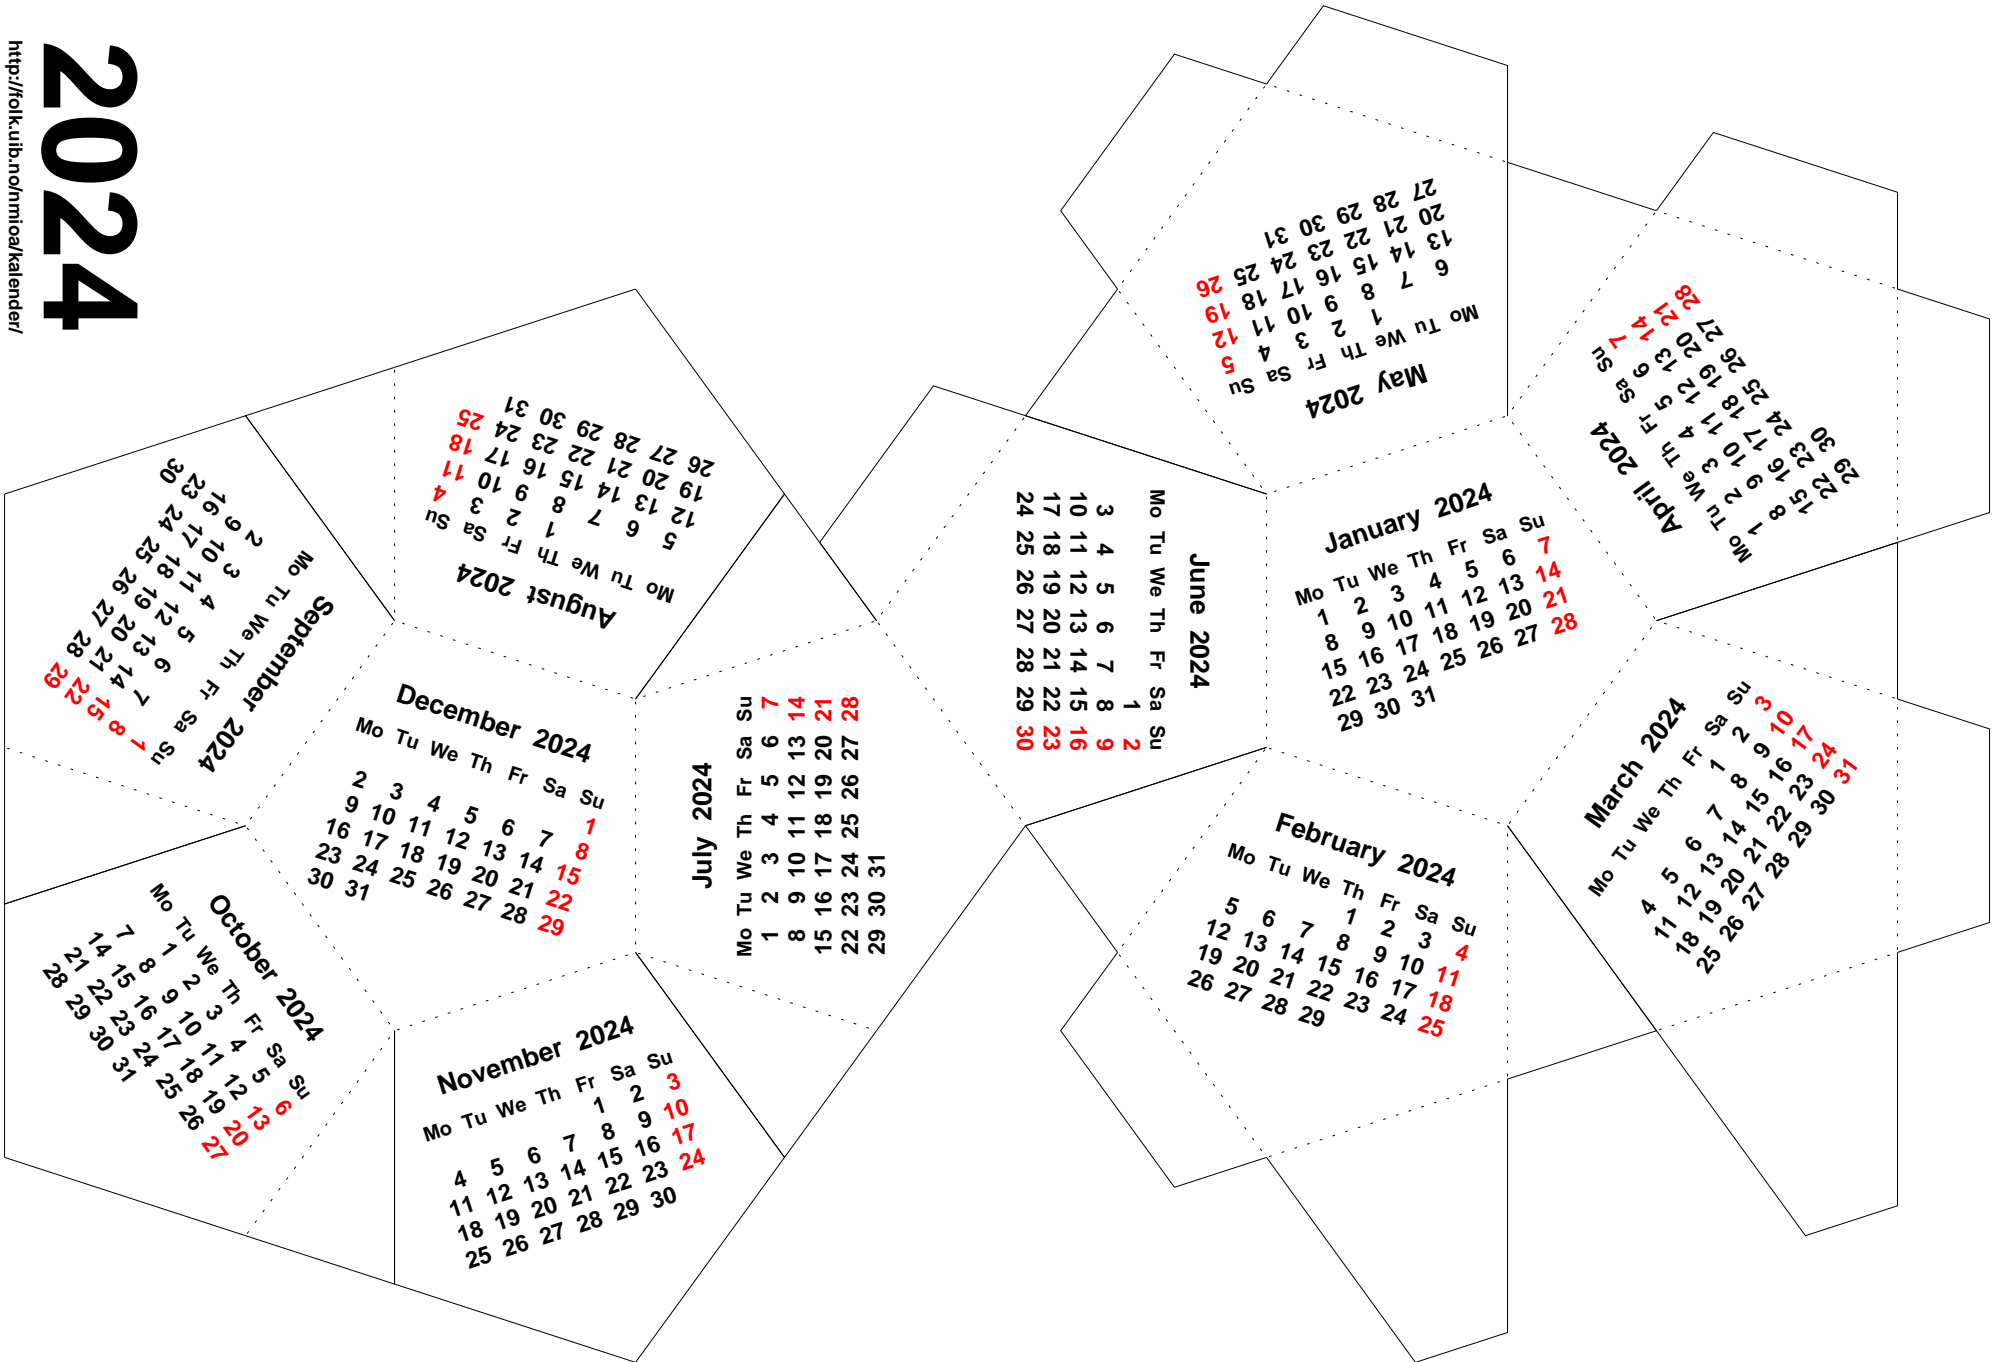 2024
http://folk.uib.no/nmioa/kalender/
January 2024
Mo Tu We Th Fr Sa Su
1 2 3 4 5 6 7
8 9 10 11 12 13 14
15 16 17 18 19 20 21
22 23 24 25 26 27 28
29 30 31
February 2024
Mo Tu We Th Fr Sa Su
1 2 3 4
5 6 7 8 9 10 11
12 13 14 15 16 17 18
19 20 21 22 23 24 25
26 27 28 29
March 2024
Mo Tu We Th Fr Sa Su
1 2 3
4 5 6 7 8 9 10
11 12 13 14 15 16 17
18 19 20 21 22 23 24
25 26 27 28 29 30 31
April 2024
Mo Tu We Th Fr Sa Su
1 2 3 4 5 6 7
8 9 10 11 12 13 14
15 16 17 18 19 20 21
22 23 24 25 26 27 28
29 30
May 2024
Mo Tu We Th Fr Sa Su
1 2 3 4 5
6 7 8 9 10 11 12
13 14 15 16 17 18 19
20 21 22 23 24 25 26
27 28 29 30 31
June 2024
Mo Tu We Th Fr Sa Su
1 2
3 4 5 6 7 8 9
10 11 12 13 14 15 16
17 18 19 20 21 22 23
24 25 26 27 28 29 30
July 2024
Mo Tu We Th Fr Sa Su
1 2 3 4 5 6 7
8 9 10 11 12 13 14
15 16 17 18 19 20 21
22 23 24 25 26 27 28
29 30 31
August 2024
Mo Tu We Th Fr Sa Su
1 2 3 4
5 6 7 8 9 10 11
12 13 14 15 16 17 18
19 20 21 22 23 24 25
26 27 28 29 30 31
September 2024
Mo Tu We Th Fr Sa Su
1
2 3 4 5 6 7 8
9 10 11 12 13 14 15
16 17 18 19 20 21 22
23 24 25 26 27 28 29
30
October 2024
Mo Tu We Th Fr Sa Su
1 2 3 4 5 6
7 8 9 10 11 12 13
14 15 16 17 18 19 20
21 22 23 24 25 26 27
28 29 30 31
November 2024
Mo Tu We Th Fr Sa Su
1 2 3
4 5 6 7 8 9 10
11 12 13 14 15 16 17
18 19 20 21 22 23 24
25 26 27 28 29 30
December 2024
Mo Tu We Th Fr Sa Su
1
2 3 4 5 6 7 8
9 10 11 12 13 14 15
16 17 18 19 20 21 22
23 24 25 26 27 28 29
30 31